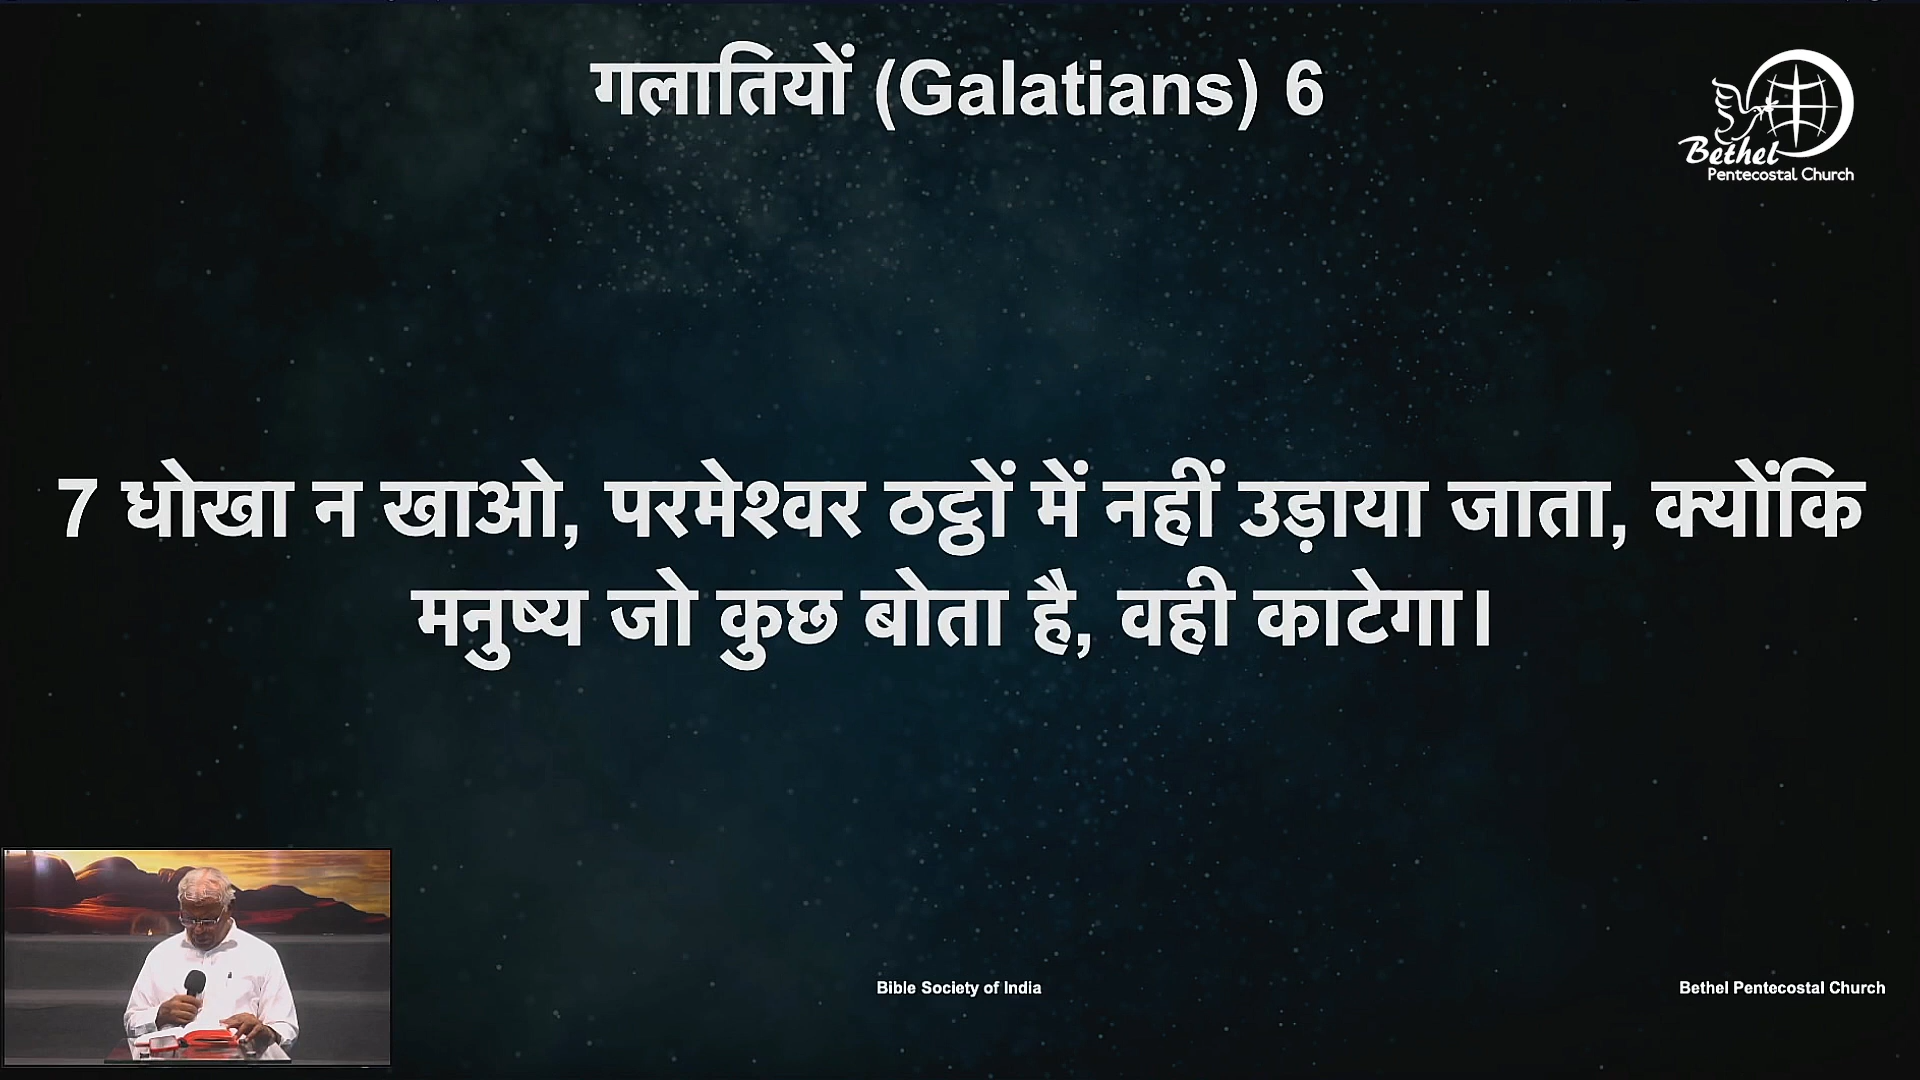 गलातियों (Galatians) 6
Bethel
Pentecostal Church
7 धोखा न खाओ, परमेश्वर ठट्ठों में नहीं उड़ाया जाता, क्योंकि
मनुष्य जो कुछ बोता है, वही काटेगा।
Bible Society of India
Bethel Pentecostal Church